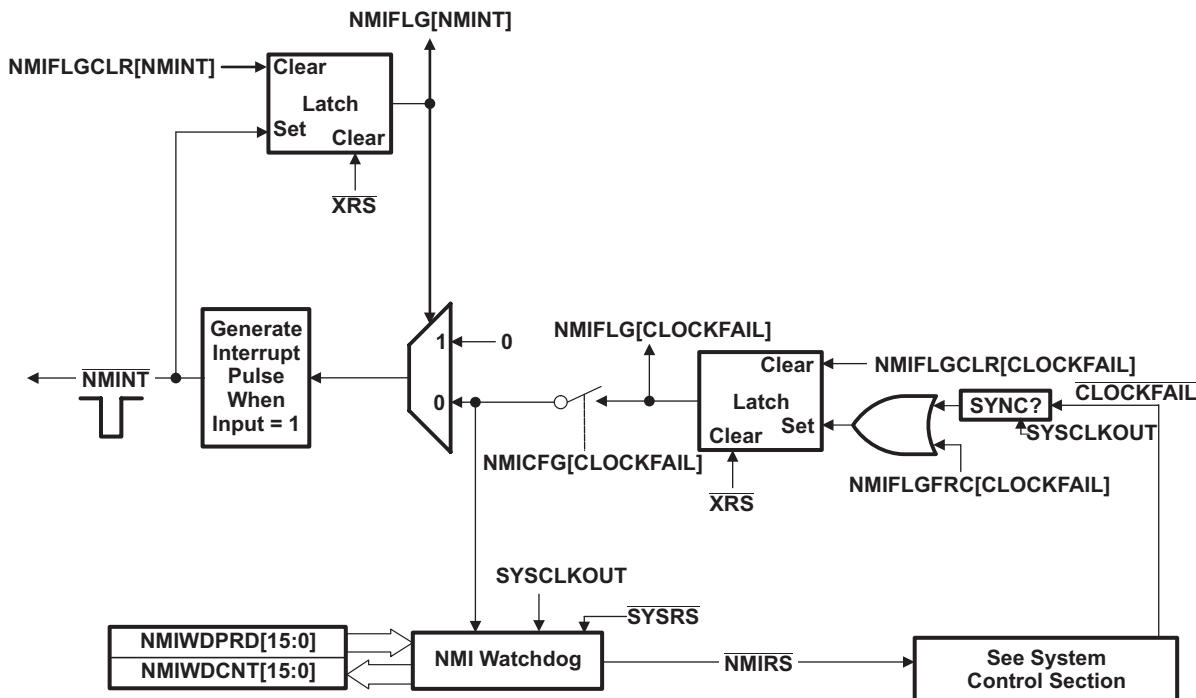 NMIFLG[NMINT]
NMIFLGCLR[NMINT]
Clear
Latch
Set
Clear
XRS
Generate
Interrupt
Pulse
When
Input = 1
NMINT
1
0
0
NMIFLG[CLOCKFAIL]
NMICFG[CLOCKFAIL]
Clear
Latch
Set
Clear
XRS
NMIFLGCLR[CLOCKFAIL]
CLOCKFAIL
SYNC?
SYSCLKOUT
NMIFLGFRC[CLOCKFAIL]
SYSCLKOUT
SYSRS
NMIWDPRD[15:0]
NMIWDCNT[15:0]
NMI Watchdog
NMIRS
See System
Control Section